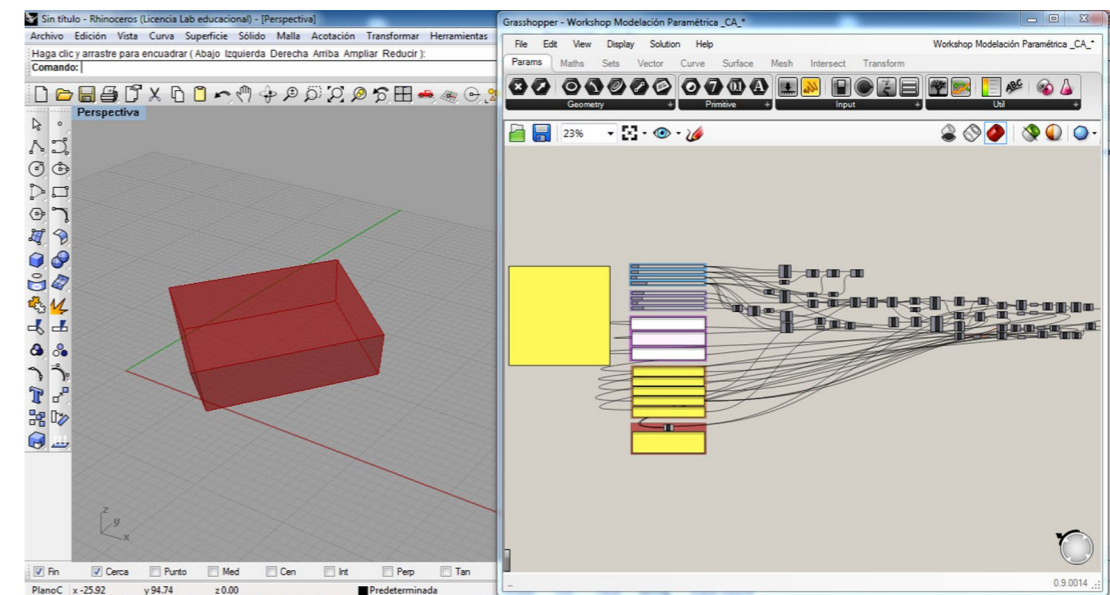 Sin título - Rhinoceros (Licencia Lab educacional) - [Perspectiva]
Archivo Edición Vista Curva Superficie Sólido Malla Acotación Transformar Herramientas
Haga clic y arrastre para encuadrar ( Abajo Izquierda Derecha Arriba Ampliar Reducir ):
Comando:
Perspectiva
z
y
x
Fin Cerca Punto Med Cen Int Perp Tan
PlanoC x -25.92 y 94.74 z 0.00 Predeterminada
Grasshopper - Workshop Modelación Paramétrica _CA_*
File Edit View Display Solution Help Workshop Modelación Paramétrica _CA_*
Params Maths Sets Vector Curve Surface Mesh Intersect Transform
Geometry Primitive Input Util
23%
0.9.0014